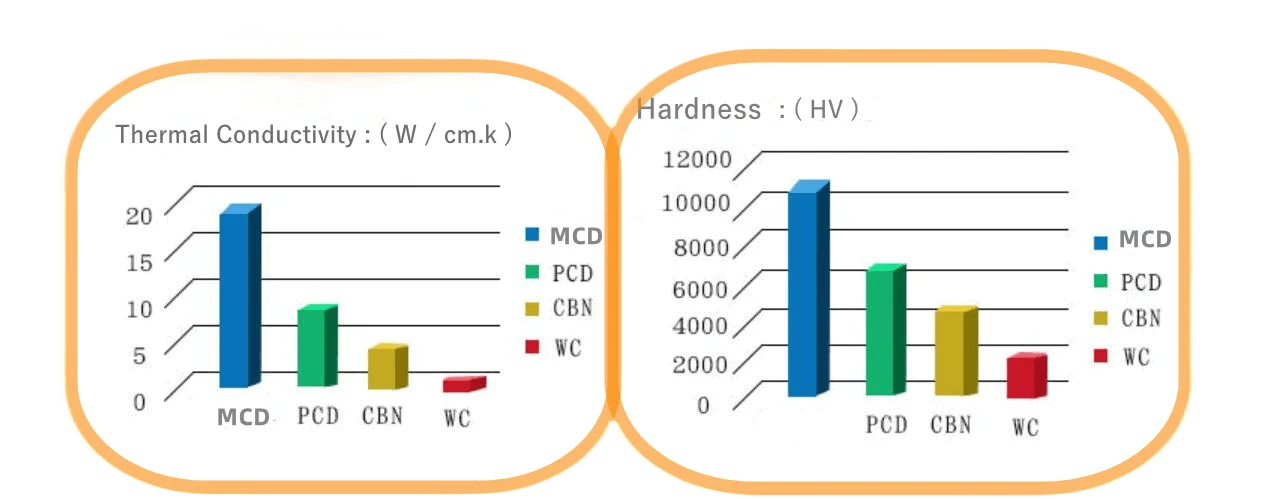 Thermal Conductivity : ( W / cm.k )
20
15
10
5
0
MCD PCD CBN WC
MCD
PCD
CBN
WC
Hardness : ( HV )
12000
10000
8000
6000
4000
2000
0
PCD CBN WC
MCD
PCD
CBN
WC